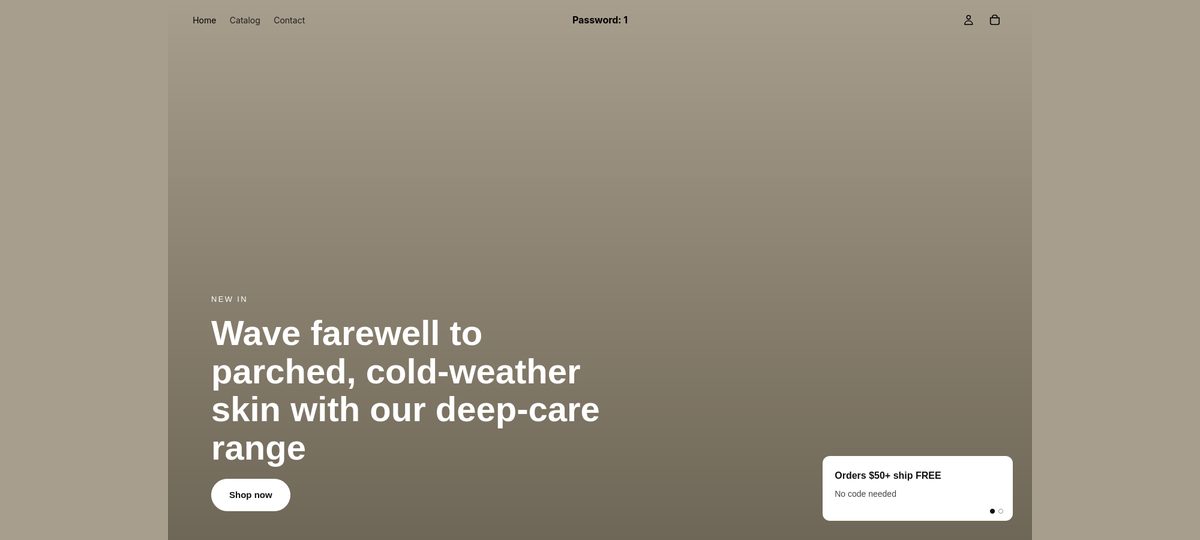 Home Catalog Contact
Password: 1
NEW IN
Wave farewell to
parched, cold-weather
skin with our deep-care
range
Shop now
Orders $50+ ship FREE
No code needed